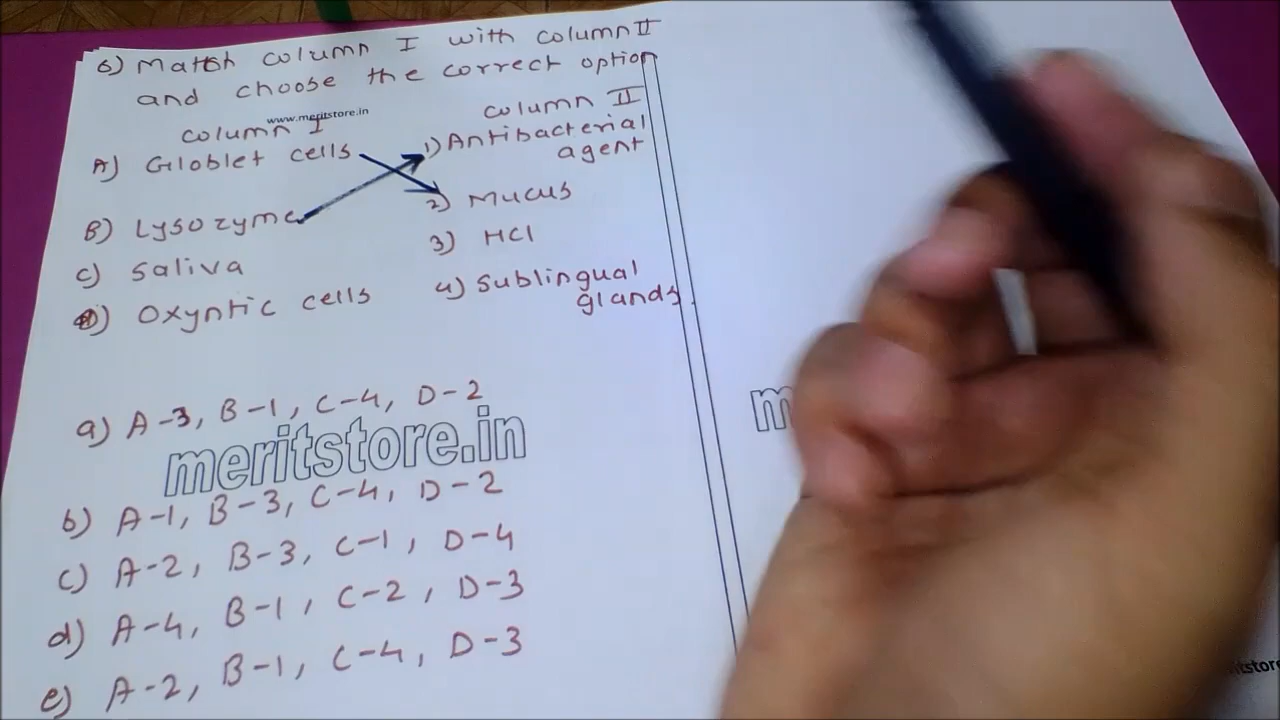 6) Match column I with column II
and choose the correct option
www.meritstore.in
column I
column II
A) Globlet cells
1) Antibacterial
agent
B) Lysozyme
2) Mucus
C) Saliva
3) HCl
D) Oxyntic cells
4) Sublingual
glands.
a) A-3, B-1, C-4, D-2
meritstore.in
b) A-1, B-3, C-4, D-2
c) A-2, B-3, C-1, D-4
d) A-4, B-1, C-2, D-3
e) A-2, B-1, C-4, D-3